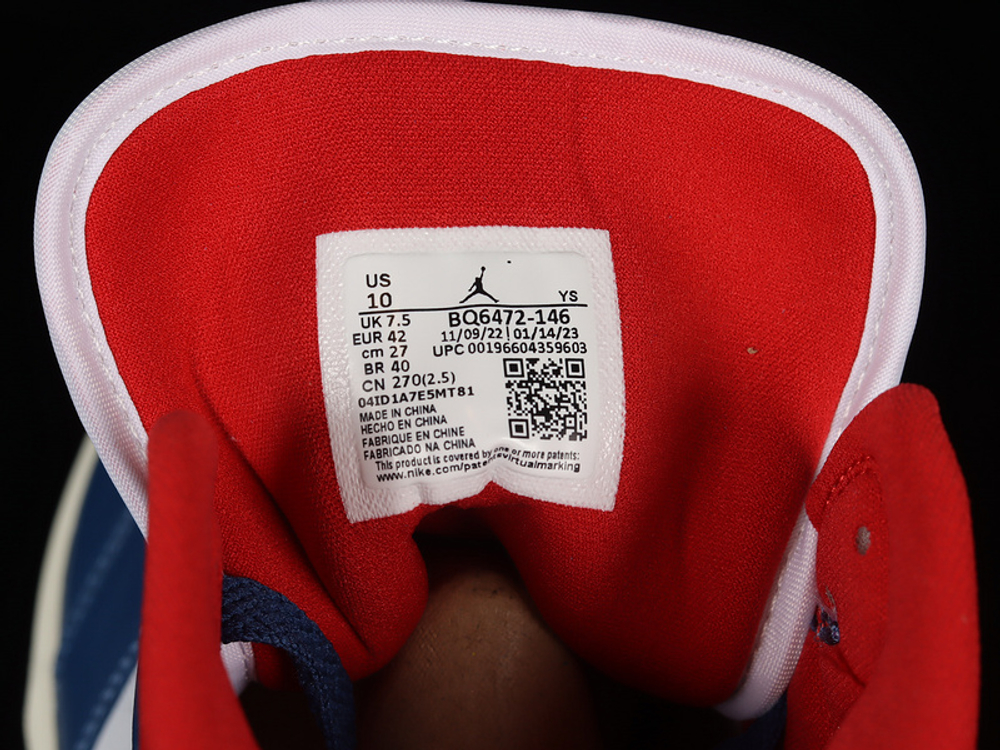 US
10
YS
UK 7.5
BQ6472-146
EUR 42
11/09/22 | 01/14/23
cm 27
UPC 00196604359603
BR 40
CN 270(2.5)
04ID1A7E5MT81
MADE IN CHINA
HECHO EN CHINA
FABRIQUE EN CHINE
FABRICADO NA CHINA
This product is covered by one or more patents:
www.nike.com/patentsvirtualmarking